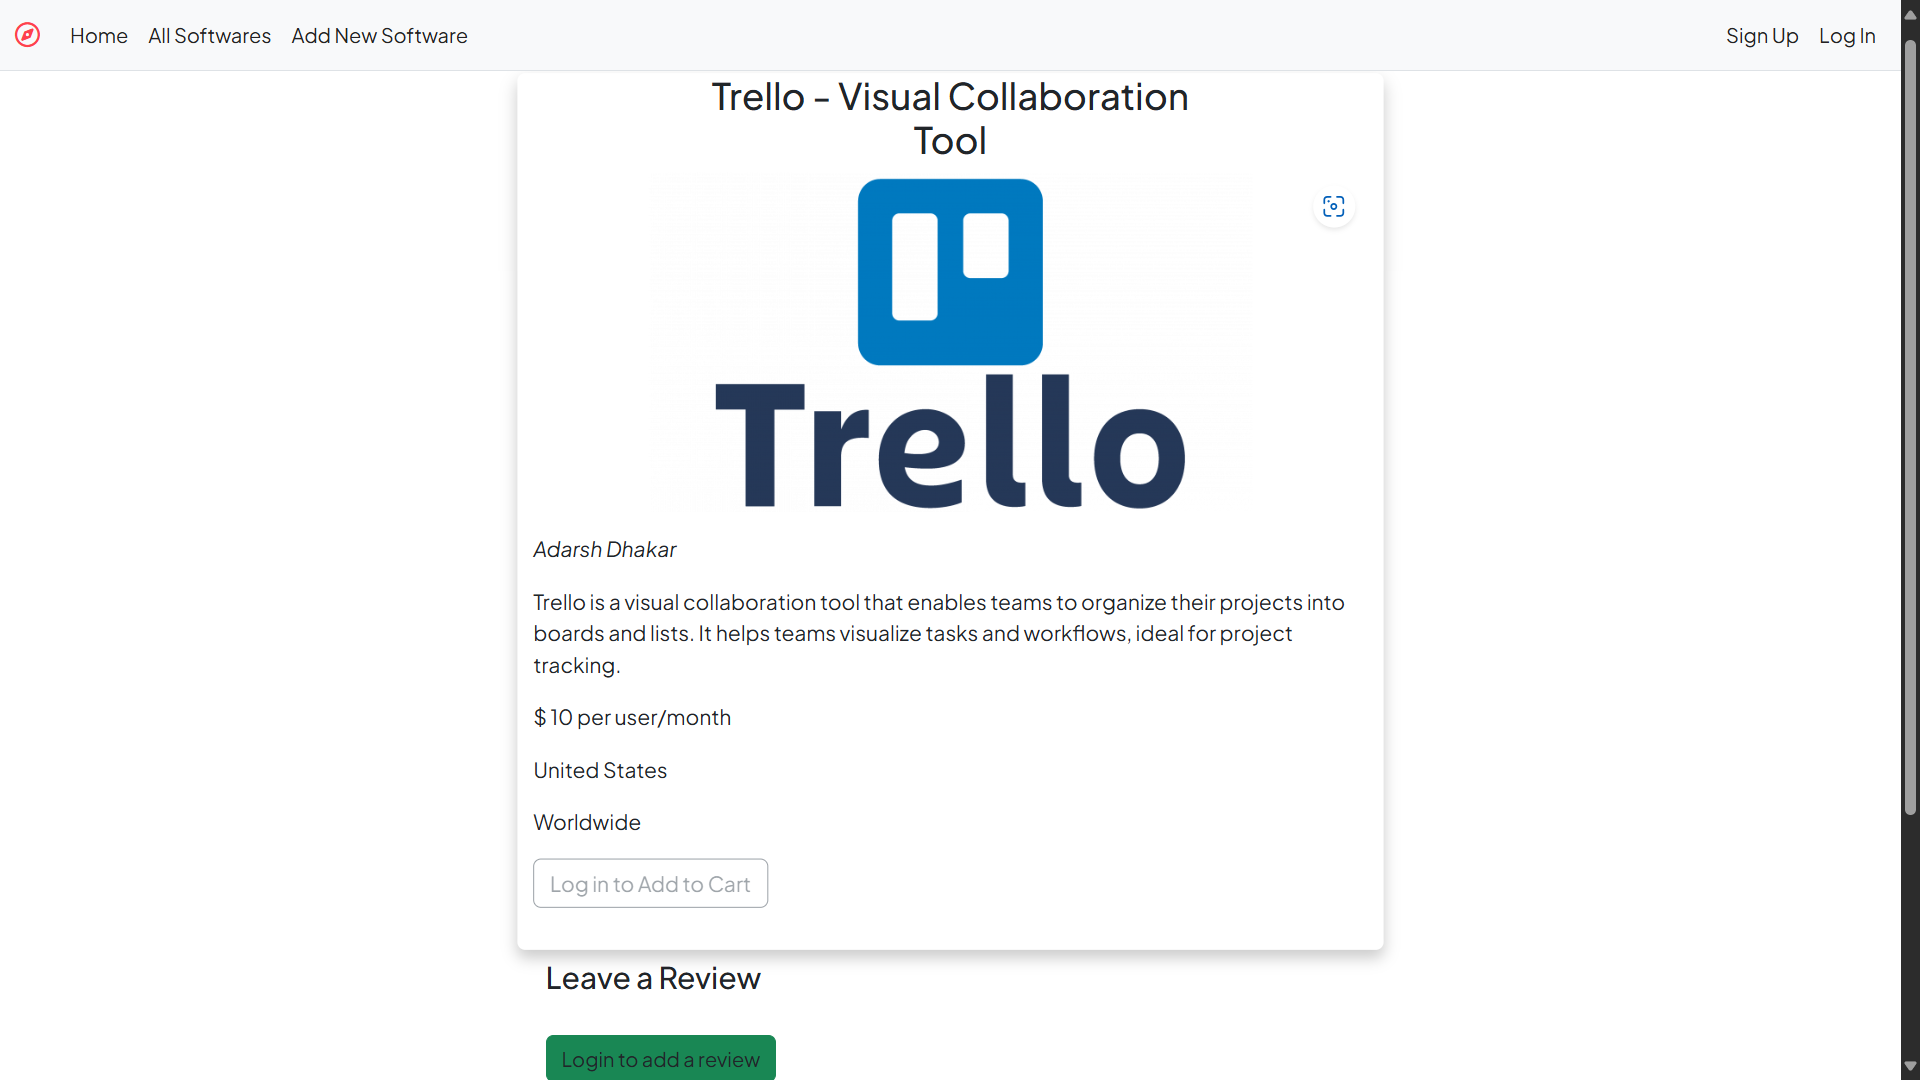 Home All Softwares Add New Software Sign Up Log In
Trello - Visual Collaboration
Tool
Trello
Adarsh Dhakar
Trello is a visual collaboration tool that enables teams to organize their projects into
boards and lists. It helps teams visualize tasks and workflows, ideal for project
tracking.
$ 10 per user/month
United States
Worldwide
Log in to Add to Cart
Leave a Review
Login to add a review